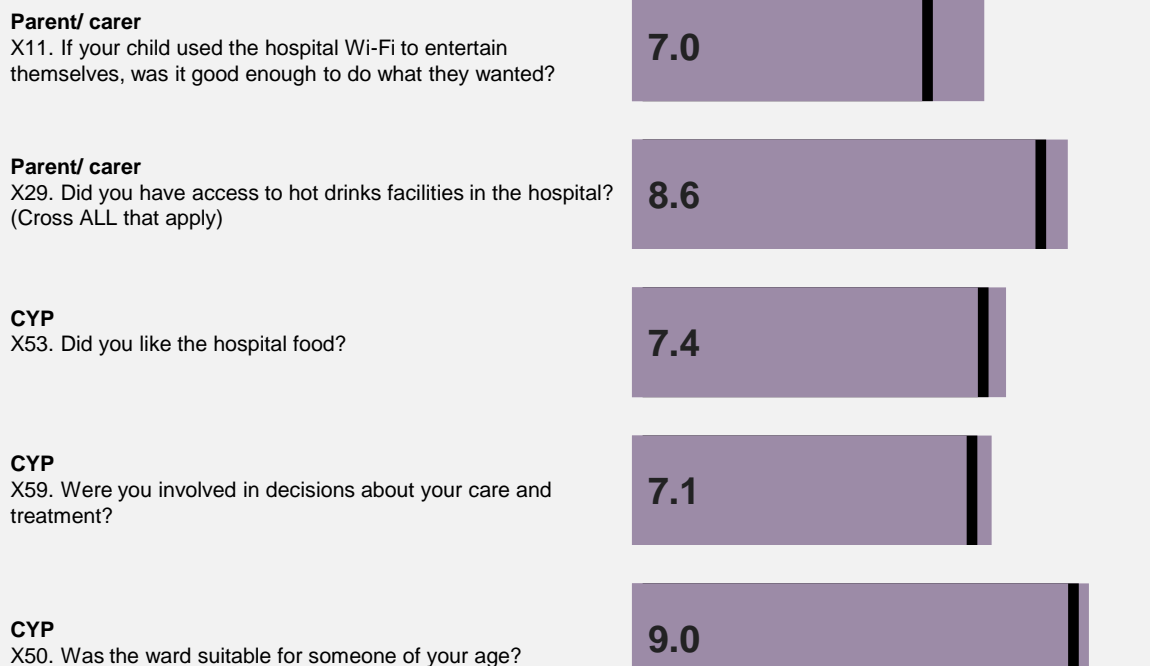 Parent/ carer
X11. If your child used the hospital Wi-Fi to entertain
themselves, was it good enough to do what they wanted?
7.0
Parent/ carer
X29. Did you have access to hot drinks facilities in the hospital?
(Cross ALL that apply)
8.6
CYP
X53. Did you like the hospital food?
7.4
CYP
X59. Were you involved in decisions about your care and
treatment?
7.1
CYP
X50. Was the ward suitable for someone of your age?
9.0